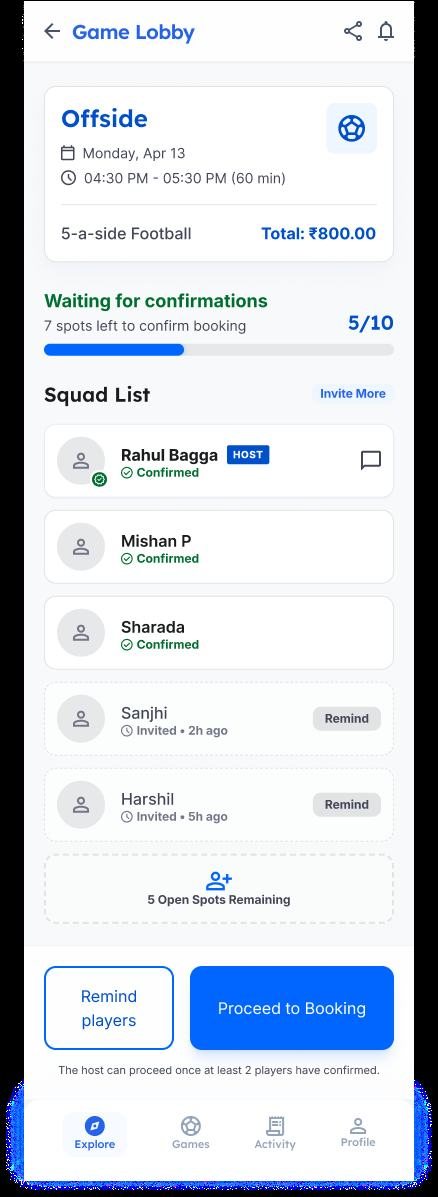 Game Lobby
Offside
Monday, Apr 13
04:30 PM - 05:30 PM (60 min)
5-a-side Football
Total: ₹800.00
Waiting for confirmations
7 spots left to confirm booking
5/10
Squad List
Invite More
Rahul Bagga HOST
Confirmed
Mishan P
Confirmed
Sharada
Confirmed
Sanjhi
Invited • 2h ago
Remind
Harshil
Invited • 5h ago
Remind
5 Open Spots Remaining
Remind
players
Proceed to Booking
The host can proceed once at least 2 players have confirmed.
Explore
Games
Activity
Profile